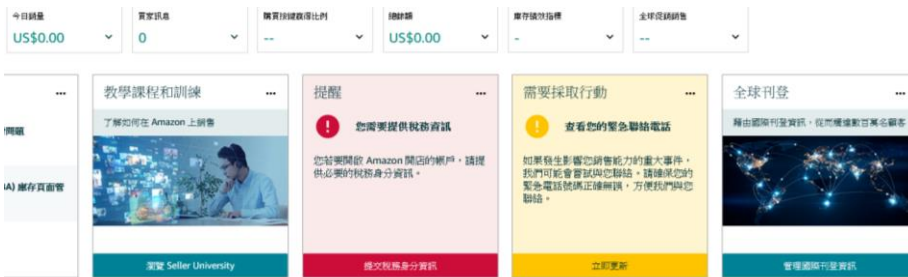 今日銷量
買家訊息
購買按鍵贏得比例
總餘額
庫存績效指標
全球促銷銷售
US$0.00
0
--
US$0.00
-
--
教學課程和訓練
提醒
需要採取行動
全球刊登
了解如何在 Amazon 上銷售
問題
A) 庫存頁面管
您需要提供稅務資訊
您若要開啟 Amazon 開店的帳戶,請提
供必要的稅務身分資訊。
查看您的緊急聯絡電話
如果發生影響您銷售能力的重大事件,
我們可能會嘗試與您聯絡。請確保您的
緊急電話號碼正確無誤,方便我們與您
聯絡。
藉由國際刊登資訊,從而觸達數百萬名顧客
瀏覽 Seller University
提交稅務身分資訊
立即更新
管理國際刊登資訊